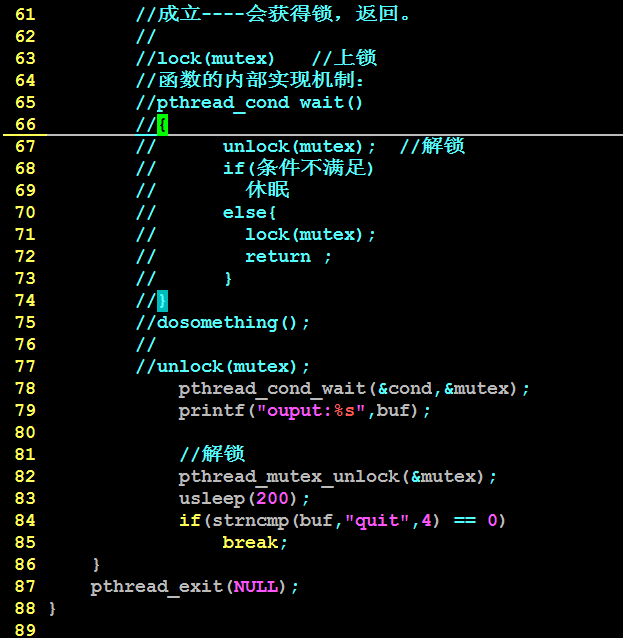 61         //成立----会获得锁，返回。
62         //
63         //lock(mutex)   //上锁
64         //函数的内部实现机制：
65         //pthread_cond wait()
66         //{
67         //      unlock(mutex);  //解锁
68         //      if(条件不满足)
69         //        休眠
70         //      else{
71         //        lock(mutex);
72         //        return ;
73         //      }
74         //}
75         //dosomething();
76         //
77         //unlock(mutex);
78             pthread_cond_wait(&cond,&mutex);
79             printf("ouput:%s",buf);
80
81             //解锁
82             pthread_mutex_unlock(&mutex);
83             usleep(200);
84             if(strncmp(buf,"quit",4) == 0)
85                 break;
86     }
87     pthread_exit(NULL);
88 }
89